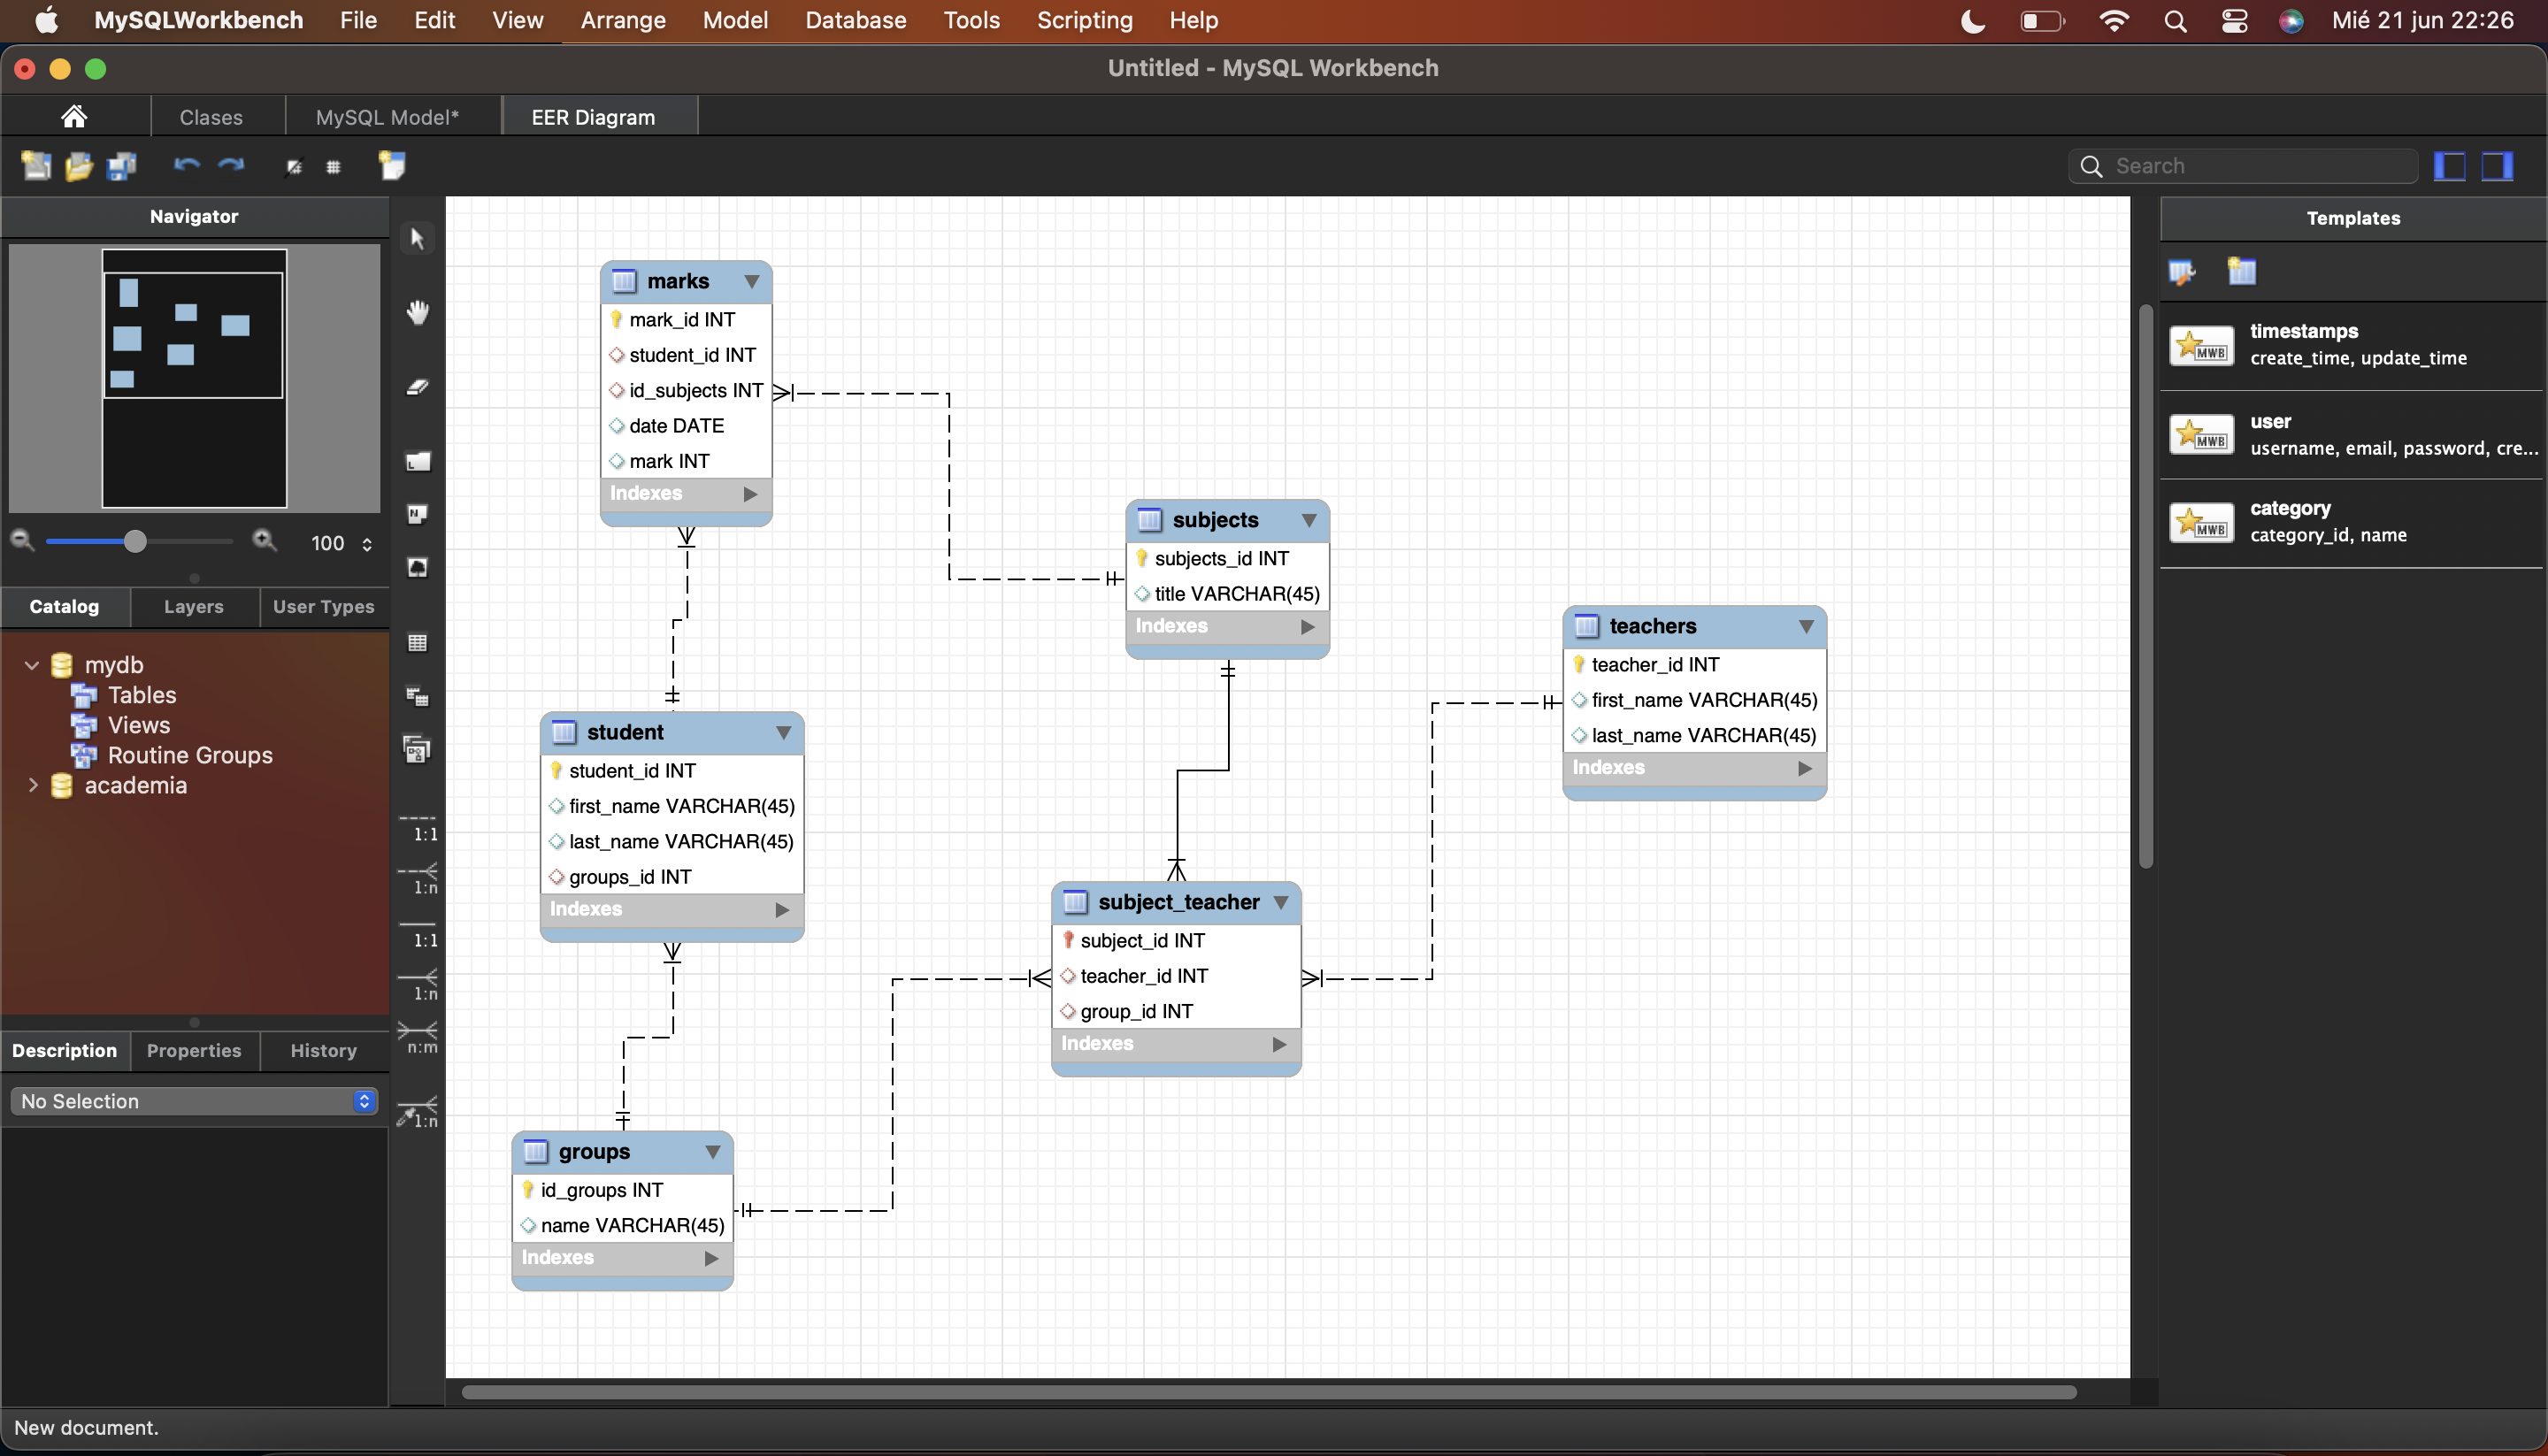 MySQLWorkbench File Edit View Arrange Model Database Tools Scripting Help Mié 21 jun 22:26
Untitled - MySQL Workbench
Clases MySQL Model* EER Diagram
Search
Navigator
100
Catalog Layers User Types
mydb
Tables
Views
Routine Groups
academia
Description Properties History
No Selection
1:1
1:n
1:1
1:n
n:m
1:n
marks
mark_id INT
student_id INT
id_subjects INT
date DATE
mark INT
Indexes
subjects
subjects_id INT
title VARCHAR(45)
Indexes
teachers
teacher_id INT
first_name VARCHAR(45)
last_name VARCHAR(45)
Indexes
student
student_id INT
first_name VARCHAR(45)
last_name VARCHAR(45)
groups_id INT
Indexes
subject_teacher
subject_id INT
teacher_id INT
group_id INT
Indexes
groups
id_groups INT
name VARCHAR(45)
Indexes
Templates
MWB
timestamps
create_time, update_time
MWB
user
username, email, password, cre...
MWB
category
category_id, name
New document.